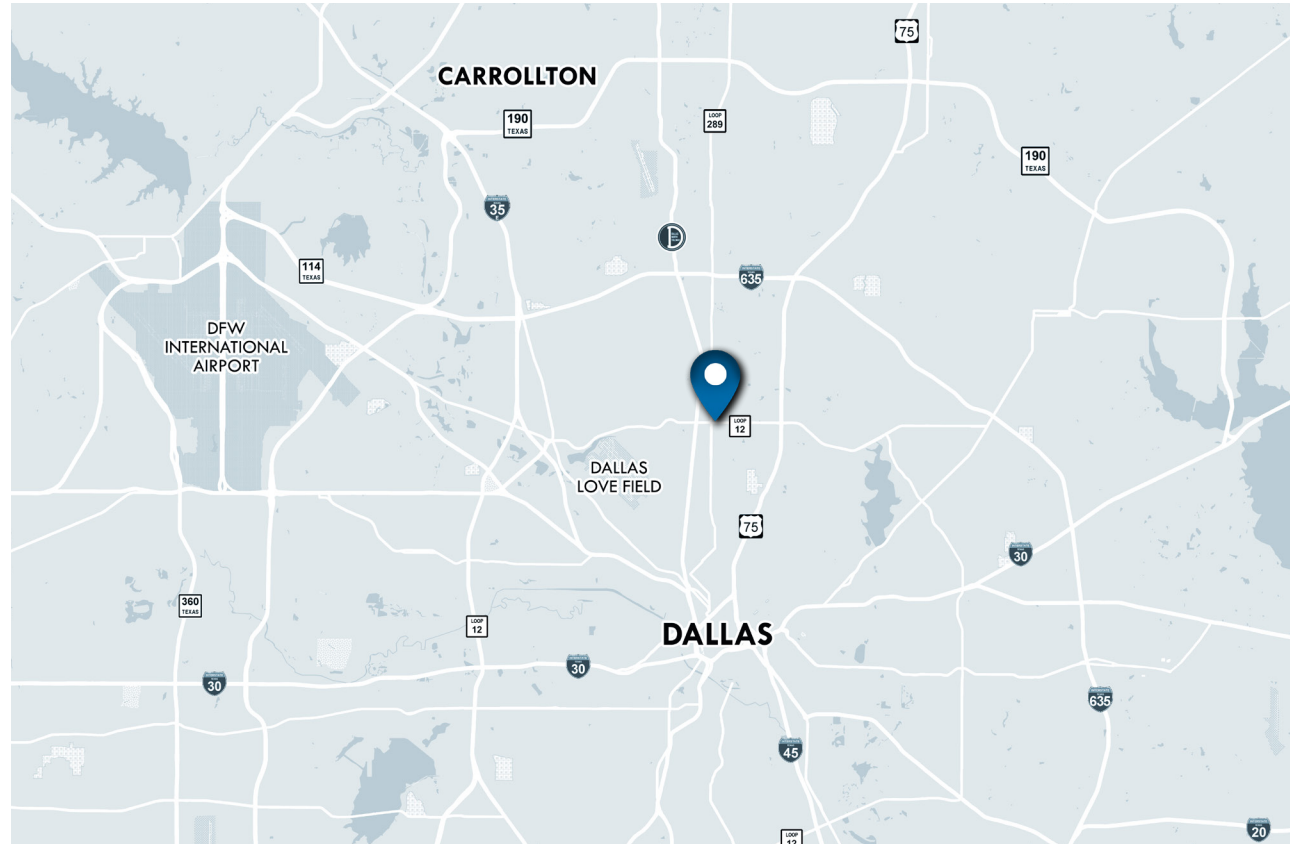 75
CARROLLTON
190
TEXAS
LOOP
289
190
TEXAS
35
114
TEXAS
635
DFW
INTERNATIONAL
AIRPORT
LOOP
12
DALLAS
LOVE FIELD
75
30
360
TEXAS
LOOP
12
DALLAS
30
30
635
45
20
LOOP
12